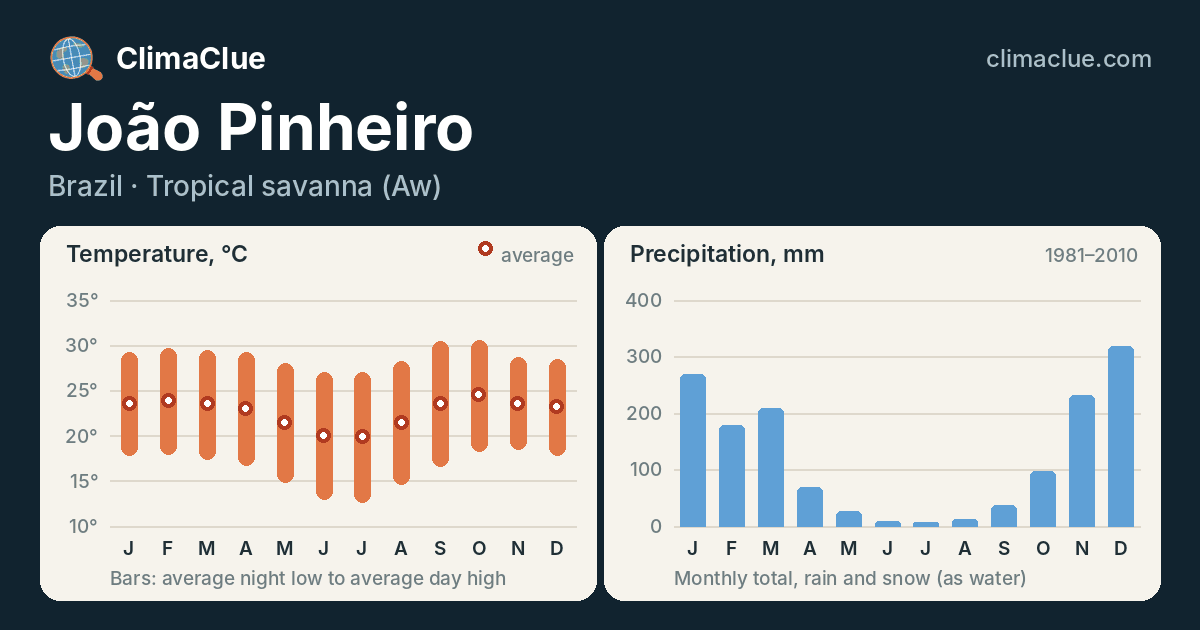 ClimaClue
climaclue.com
João Pinheiro
Brazil · Tropical savanna (Aw)
Temperature, °C
average
35°
30°
25°
20°
15°
10°
J F M A M J J A S O N D
Bars: average night low to average day high
Precipitation, mm
1981–2010
400
300
200
100
0
J F M A M J J A S O N D
Monthly total, rain and snow (as water)